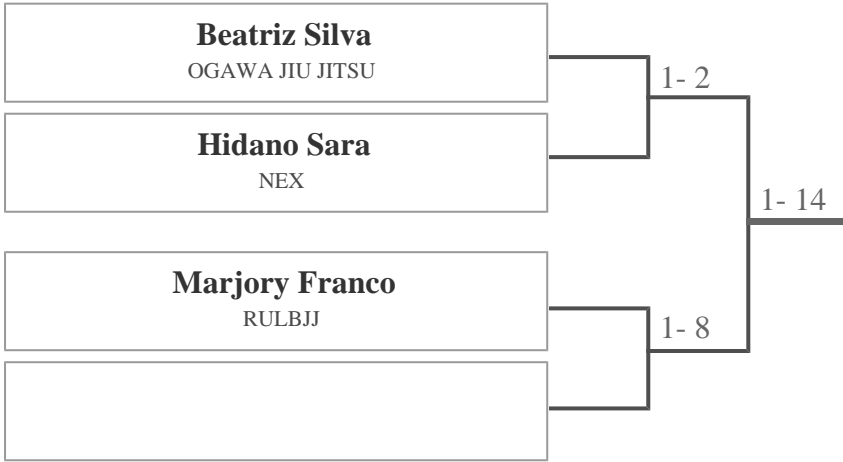 Beatriz Silva
OGAWA JIU JITSU
1- 2
Hidano Sara
NEX
1- 14
Marjory Franco
RULBJJ
1- 8